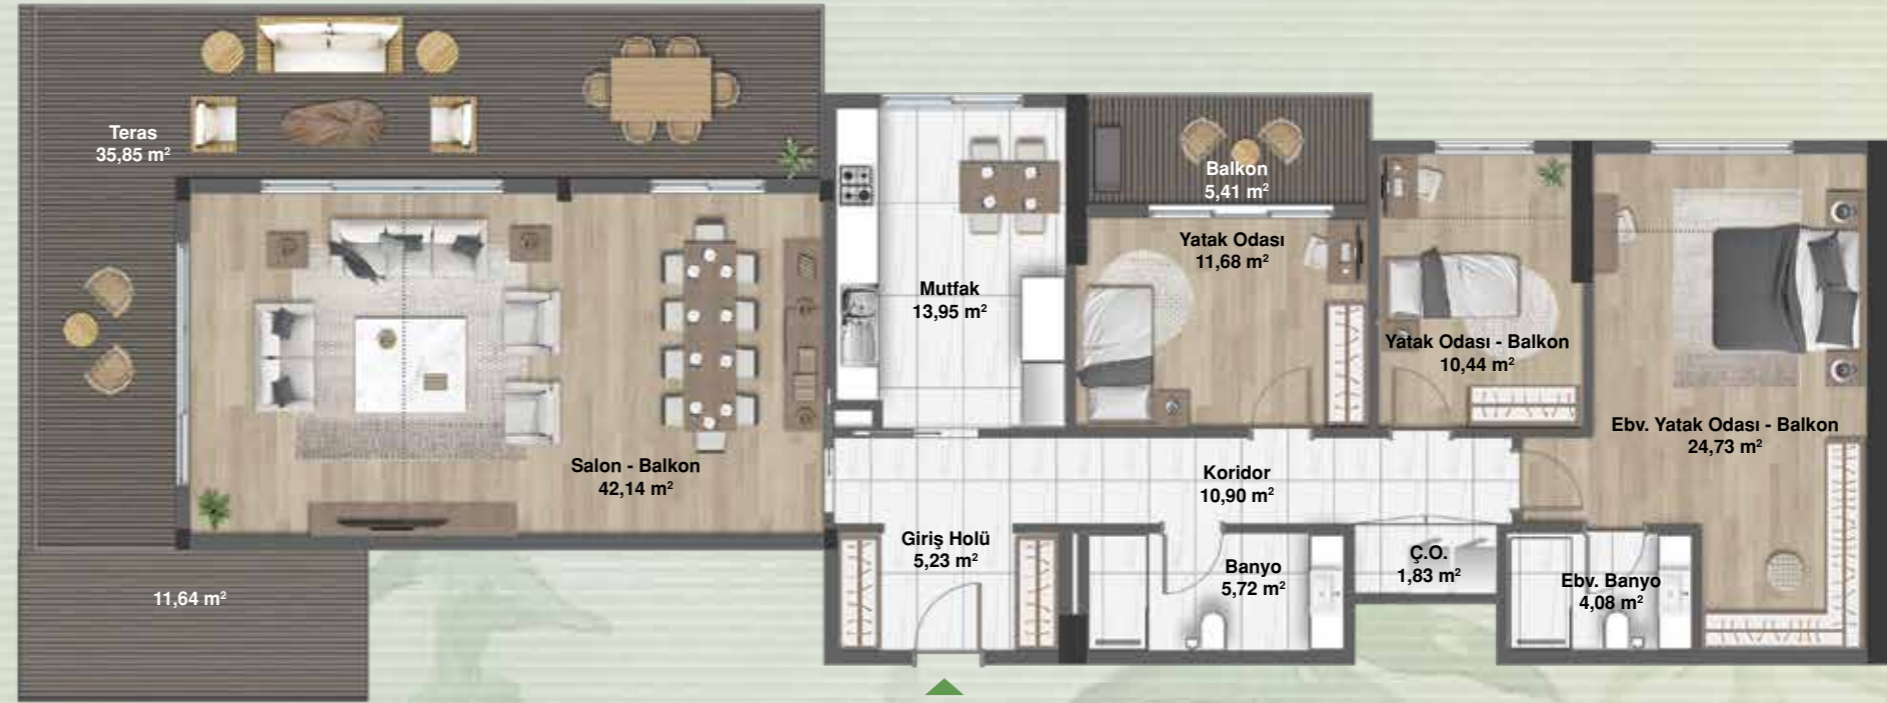 Teras
35,85 m²
Balkon
5,41 m²
Yatak Odası
11,68 m²
Mutfak
13,95 m²
Yatak Odası - Balkon
10,44 m²
Ebv. Yatak Odası - Balkon
24,73 m²
Salon - Balkon
42,14 m²
Koridor
10,90 m²
Giriş Holü
5,23 m²
Banyo
5,72 m²
Ç.O.
1,83 m²
Ebv. Banyo
4,08 m²
11,64 m²